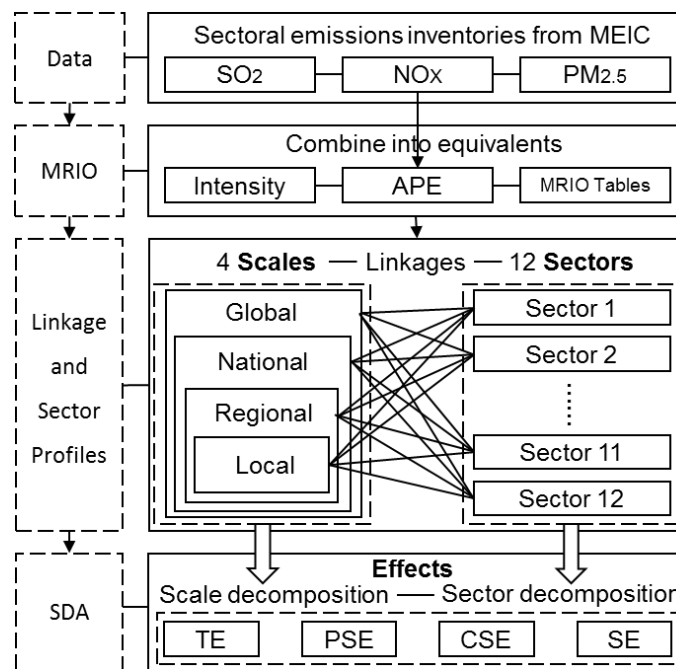 Data
Sectoral emissions inventories from MEIC
SO2
NOX
PM2.5
MRIO
Combine into equivalents
Intensity
APE
MRIO Tables
Linkage
and
Sector
Profiles
4 Scales — Linkages — 12 Sectors
Global
National
Regional
Local
Sector 1
Sector 2
......
Sector 11
Sector 12
SDA
Effects
Scale decomposition — Sector decomposition
TE
PSE
CSE
SE